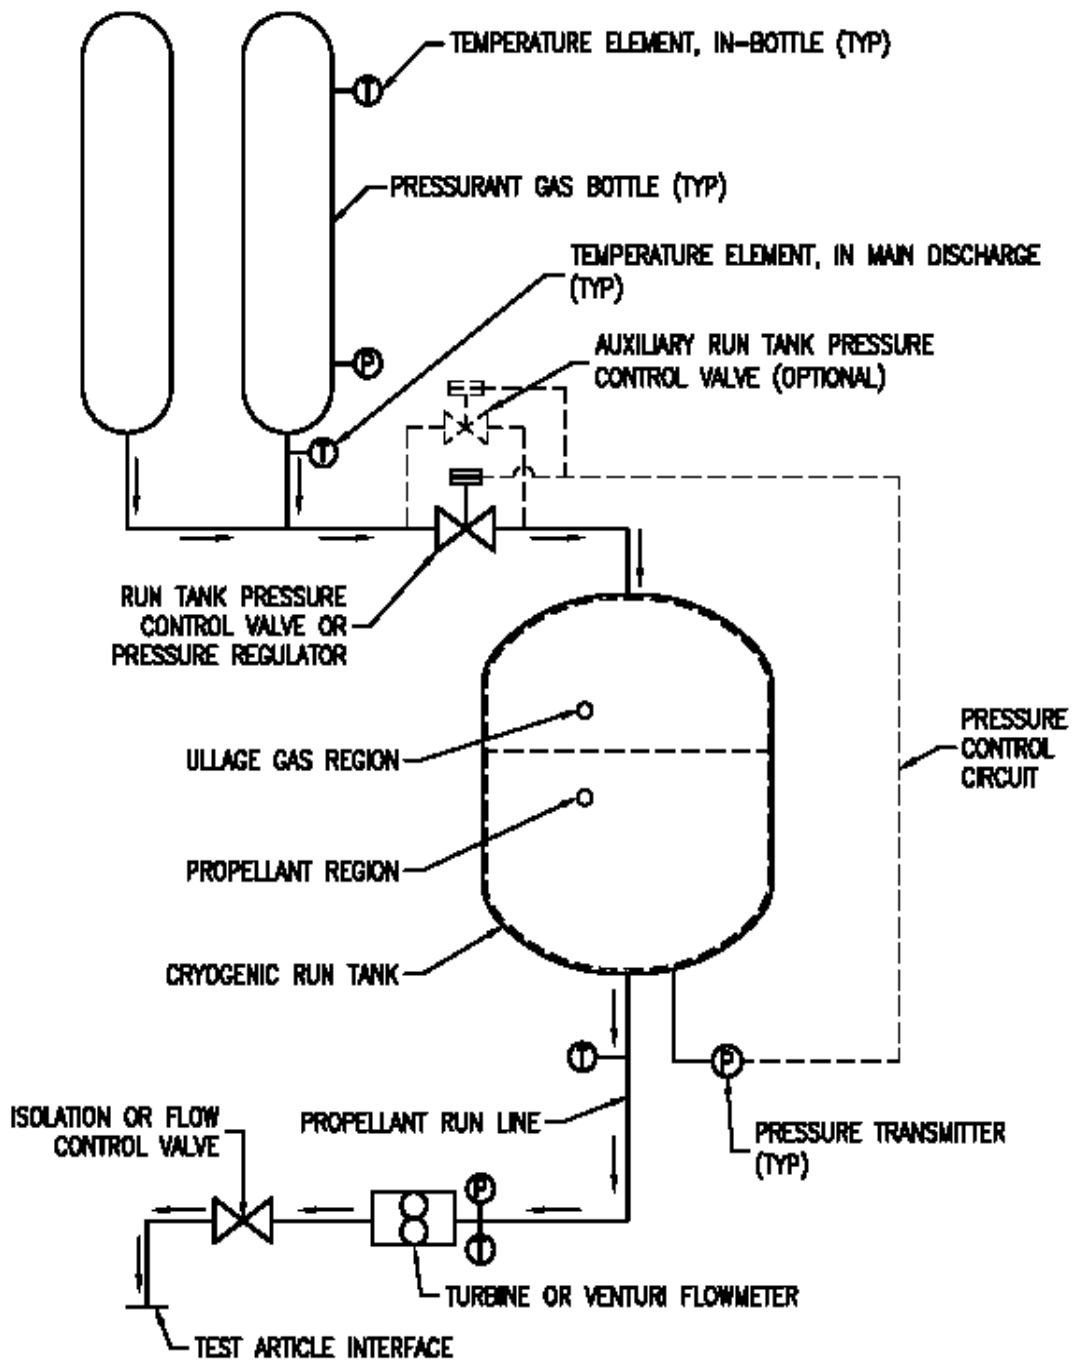 TEMPERATURE ELEMENT, IN-BOTTLE (TYP)
T
PRESSURANT GAS BOTTLE (TYP)
TEMPERATURE ELEMENT, IN MAIN DISCHARGE
(TYP)
P
AUXILIARY RUN TANK PRESSURE
CONTROL VALVE (OPTIONAL)
T
RUN TANK PRESSURE
CONTROL VALVE OR
PRESSURE REGULATOR
ULLAGE GAS REGION
PRESSURE
CONTROL
CIRCUIT
PROPELLANT REGION
CRYOGENIC RUN TANK
T
P
ISOLATION OR FLOW
CONTROL VALVE
PROPELLANT RUN LINE
PRESSURE TRANSMITTER
(TYP)
P
T
TURBINE OR VENTURI FLOWMETER
TEST ARTICLE INTERFACE